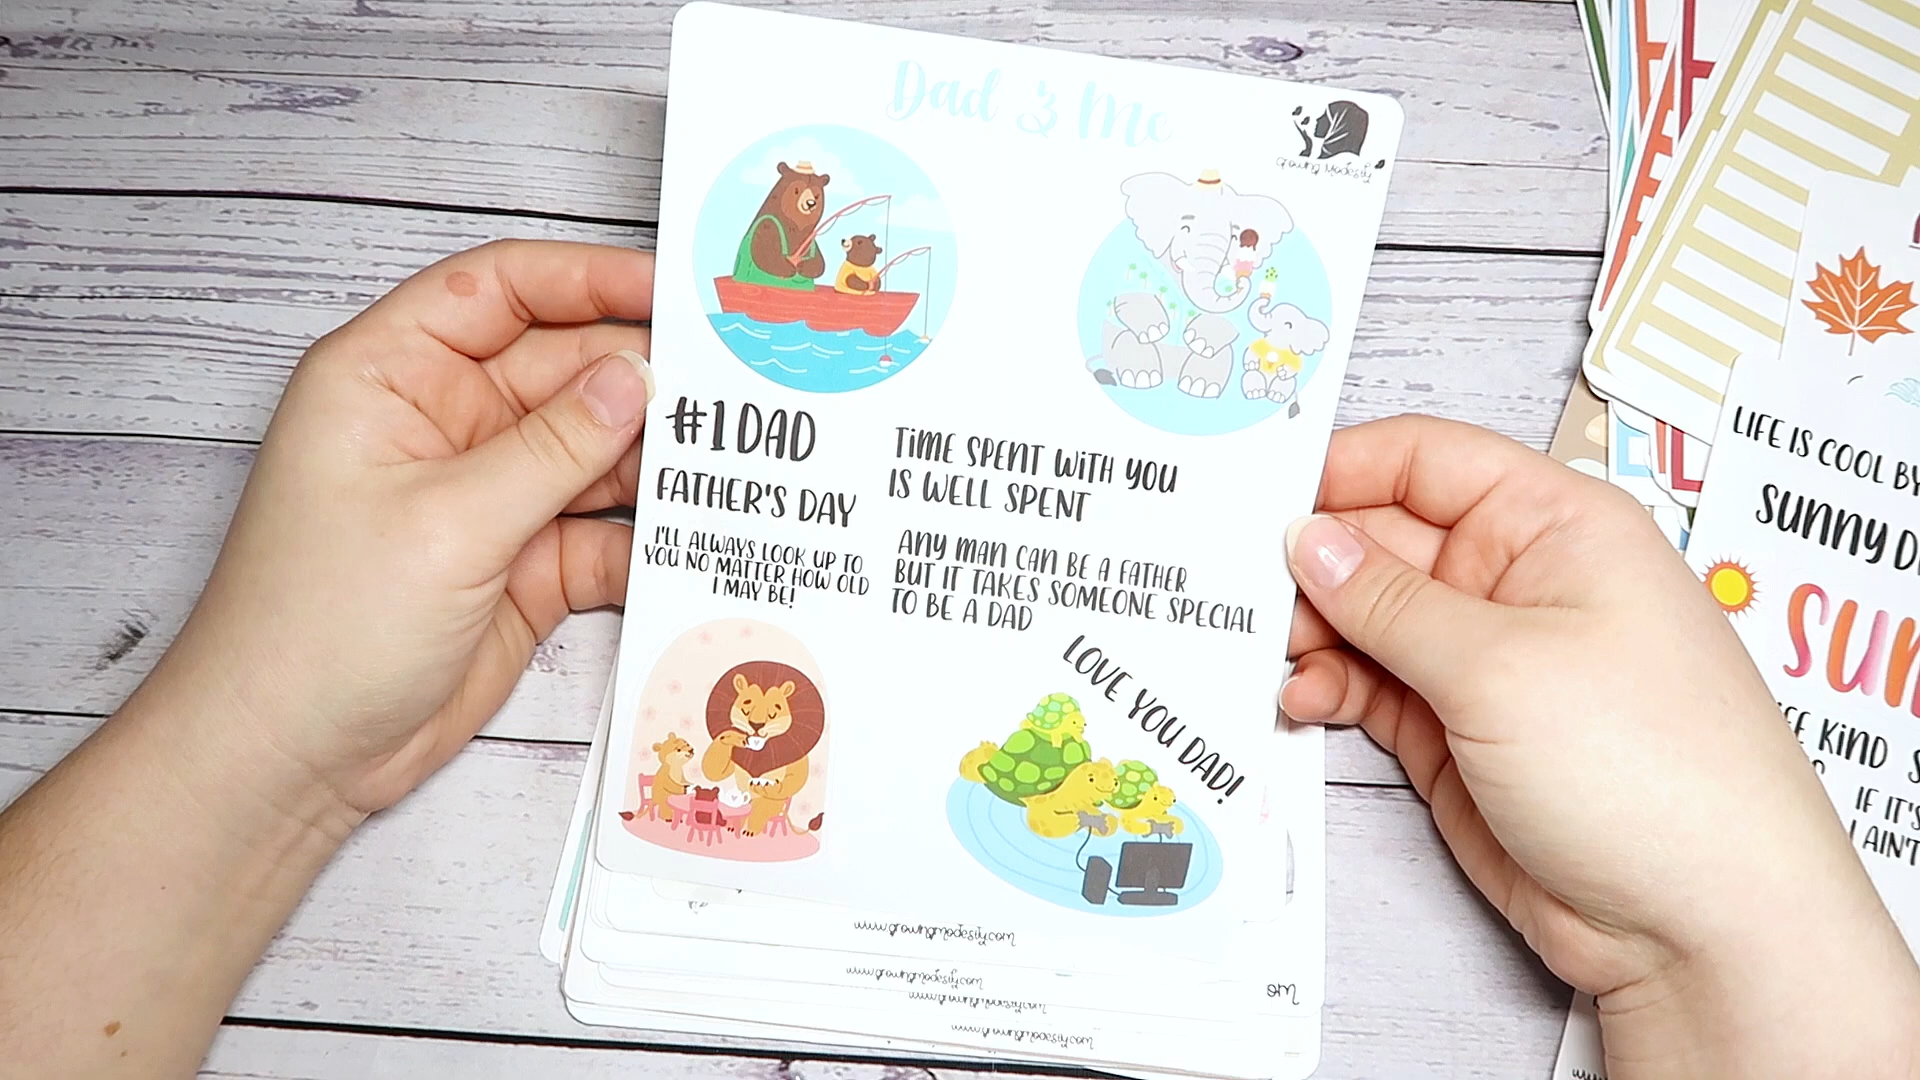 Dad & Me
Growing Modesty
#1 DAD
FATHER'S DAY
I'LL ALWAYS LOOK UP TO
YOU NO MATTER HOW OLD
I MAY BE!
TIME SPENT WITH YOU
IS WELL SPENT
ANY MAN CAN BE A FATHER
BUT IT TAKES SOMEONE SPECIAL
TO BE A DAD
LOVE YOU DAD!
www.growingmodesty.com
www.growingmodesty.com
www.growingmodesty.com
www.growingmodesty.com
LIFE IS COOL BY
SUNNY D
SUN
KIND
IF IT'S
I AIN'T